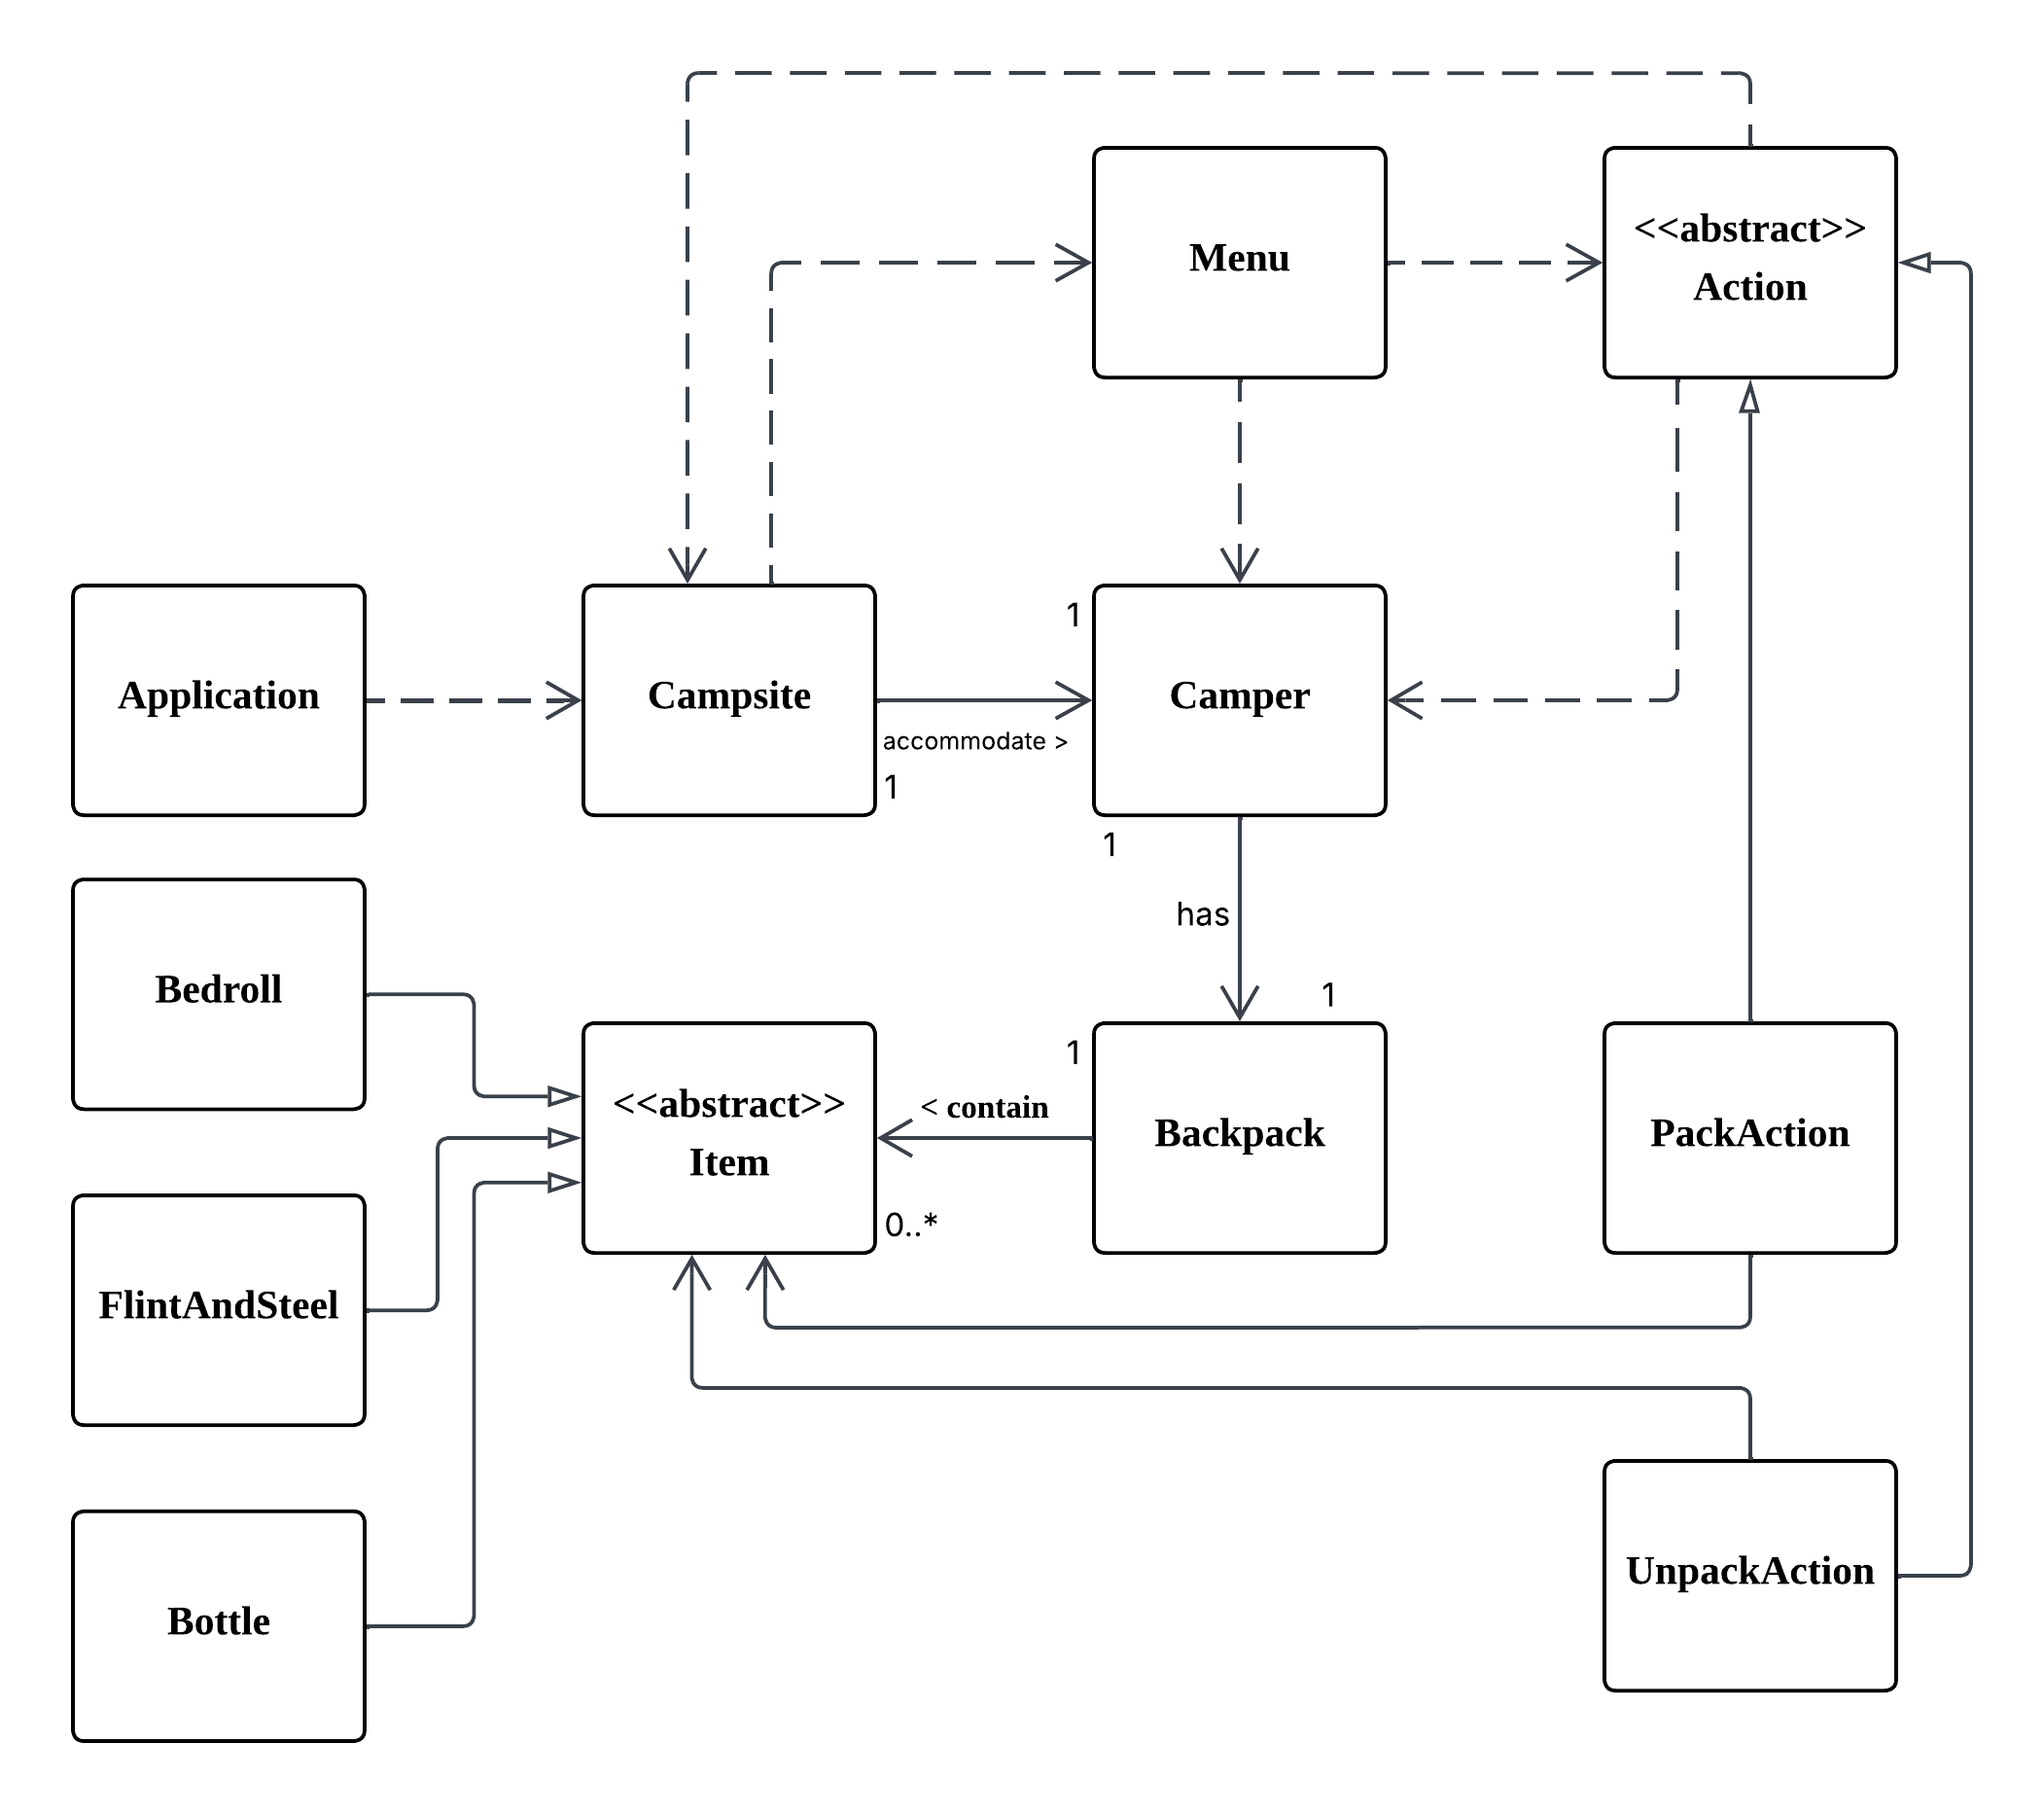 Menu
<<abstract>>
Action
1
Application
Campsite
Camper
accommodate >
1
1
has
Bedroll
1
1
<<abstract>>
Item
< contain
Backpack
PackAction
0..*
FlintAndSteel
UnpackAction
Bottle